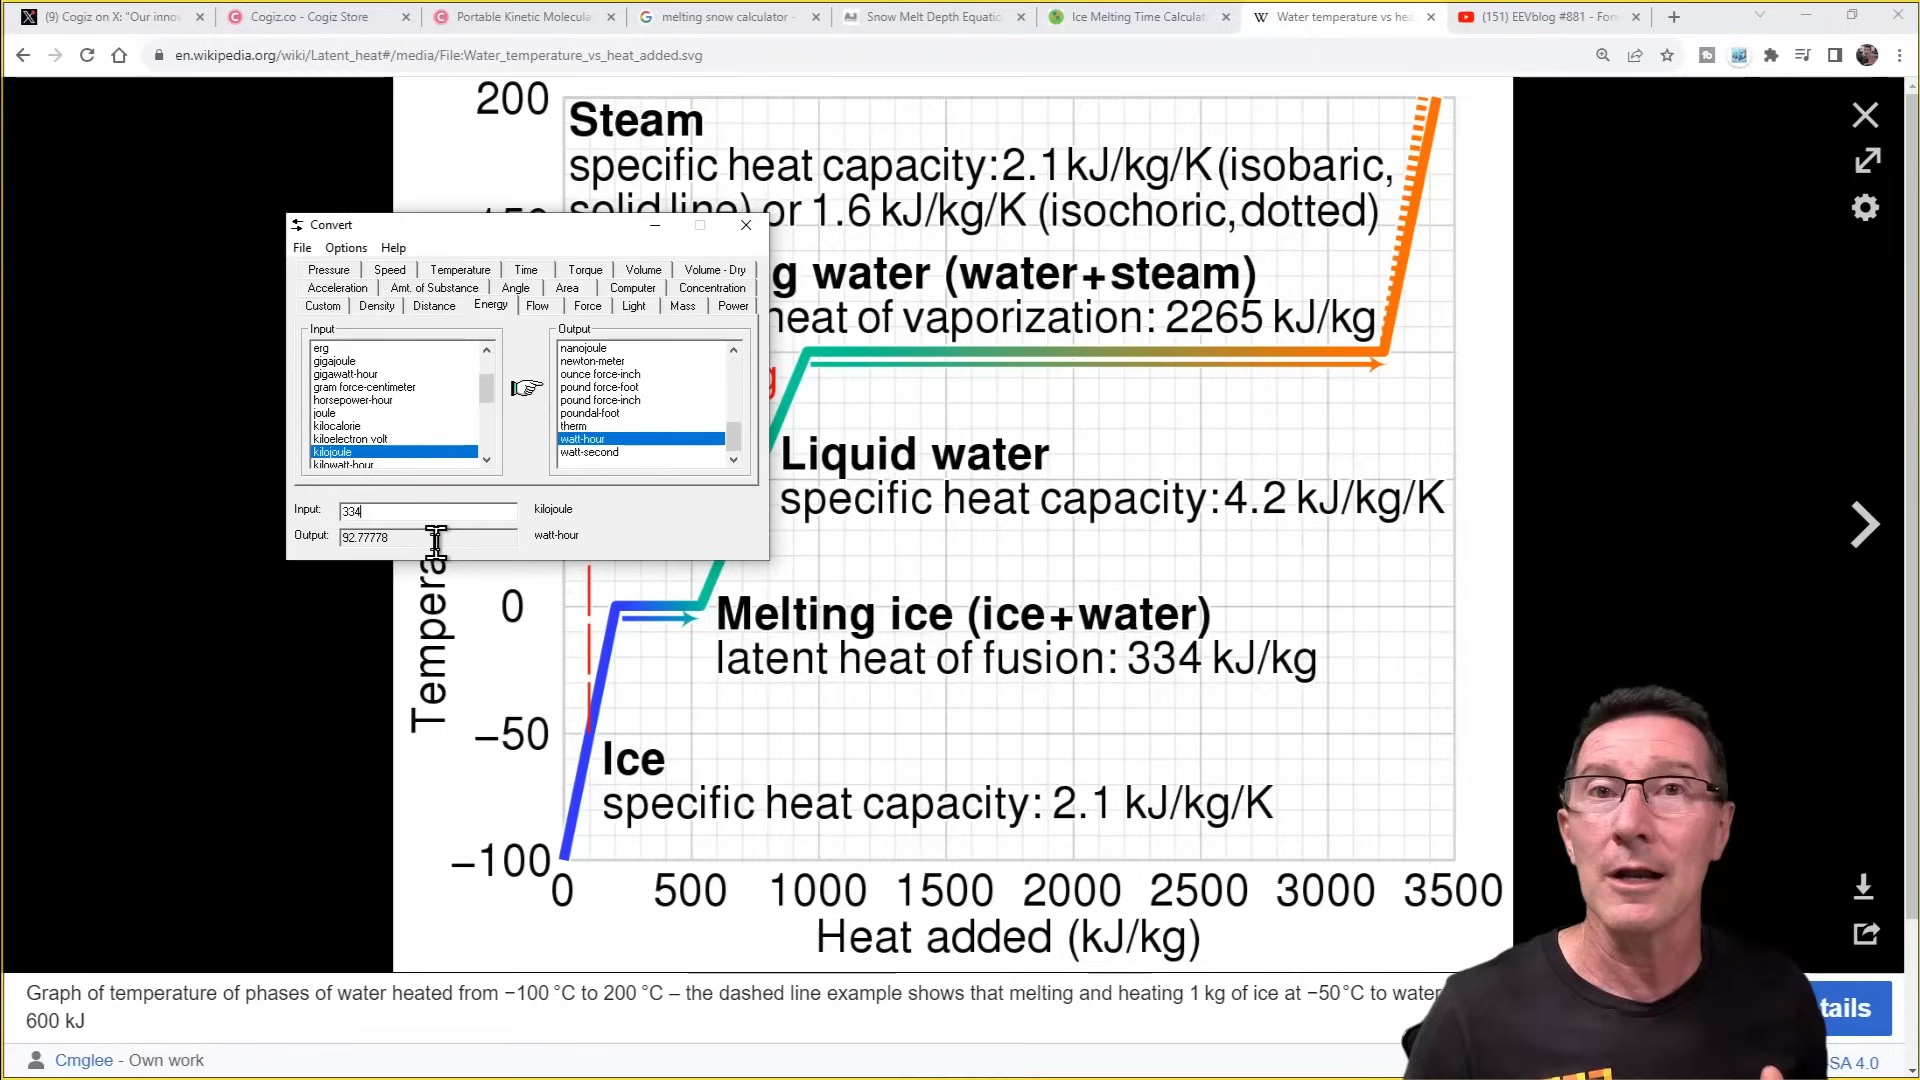 (9) Cogiz on X: "Our inno
Cogiz.co - Cogiz Store
Portable Kinetic Molecula
melting snow calculator -
Snow Melt Depth Equatio
Ice Melting Time Calculat
Water temperature vs hea
(151) EEVblog #881 - Fon
en.wikipedia.org/wiki/Latent_heat#/media/File:Water_temperature_vs_heat_added.svg
200
Steam
specific heat capacity: 2.1 kJ/kg/K (isobaric,
solid line) or 1.6 kJ/kg/K (isochoric, dotted)
g water (water+steam)
heat of vaporization: 2265 kJ/kg
Convert
File Options Help
Pressure Speed Temperature Time Torque Volume Volume - Dry
Acceleration Amt. of Substance Angle Area Computer Concentration
Custom Density Distance Energy Flow Force Light Mass Power
Input
erg
gigajoule
gigawatt-hour
gram force-centimeter
horsepower-hour
joule
kilocalorie
kiloelectron volt
kilojoule
kilowatt-hour
Output
nanojoule
newton-meter
ounce force-inch
pound force-foot
pound force-inch
poundal-foot
therm
watt-hour
watt-second
Input: 334 kilojoule
Output: 92.77778 watt-hour
Liquid water
specific heat capacity: 4.2 kJ/kg/K
Tempera
0
Melting ice (ice+water)
latent heat of fusion: 334 kJ/kg
−50
Ice
specific heat capacity: 2.1 kJ/kg/K
−100
0 500 1000 1500 2000 2500 3000 3500
Heat added (kJ/kg)
Graph of temperature of phases of water heated from −100 °C to 200 °C – the dashed line example shows that melting and heating 1 kg of ice at −50 °C to water
600 kJ
tails
Cmglee - Own work
SA 4.0